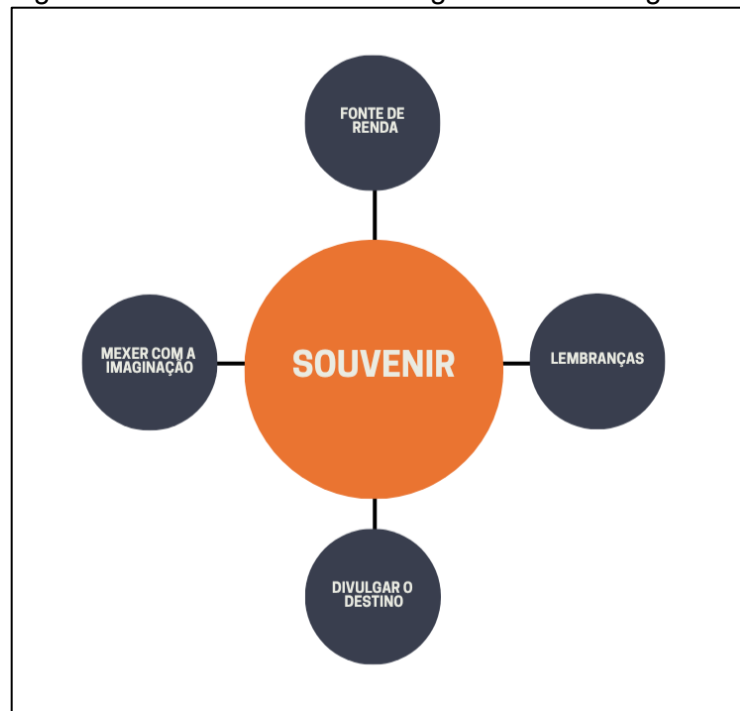 FONTE DE
RENDA
MEXER COM A
IMAGINAÇÃO
SOUVENIR
LEMBRANÇAS
DIVULGAR O
DESTINO